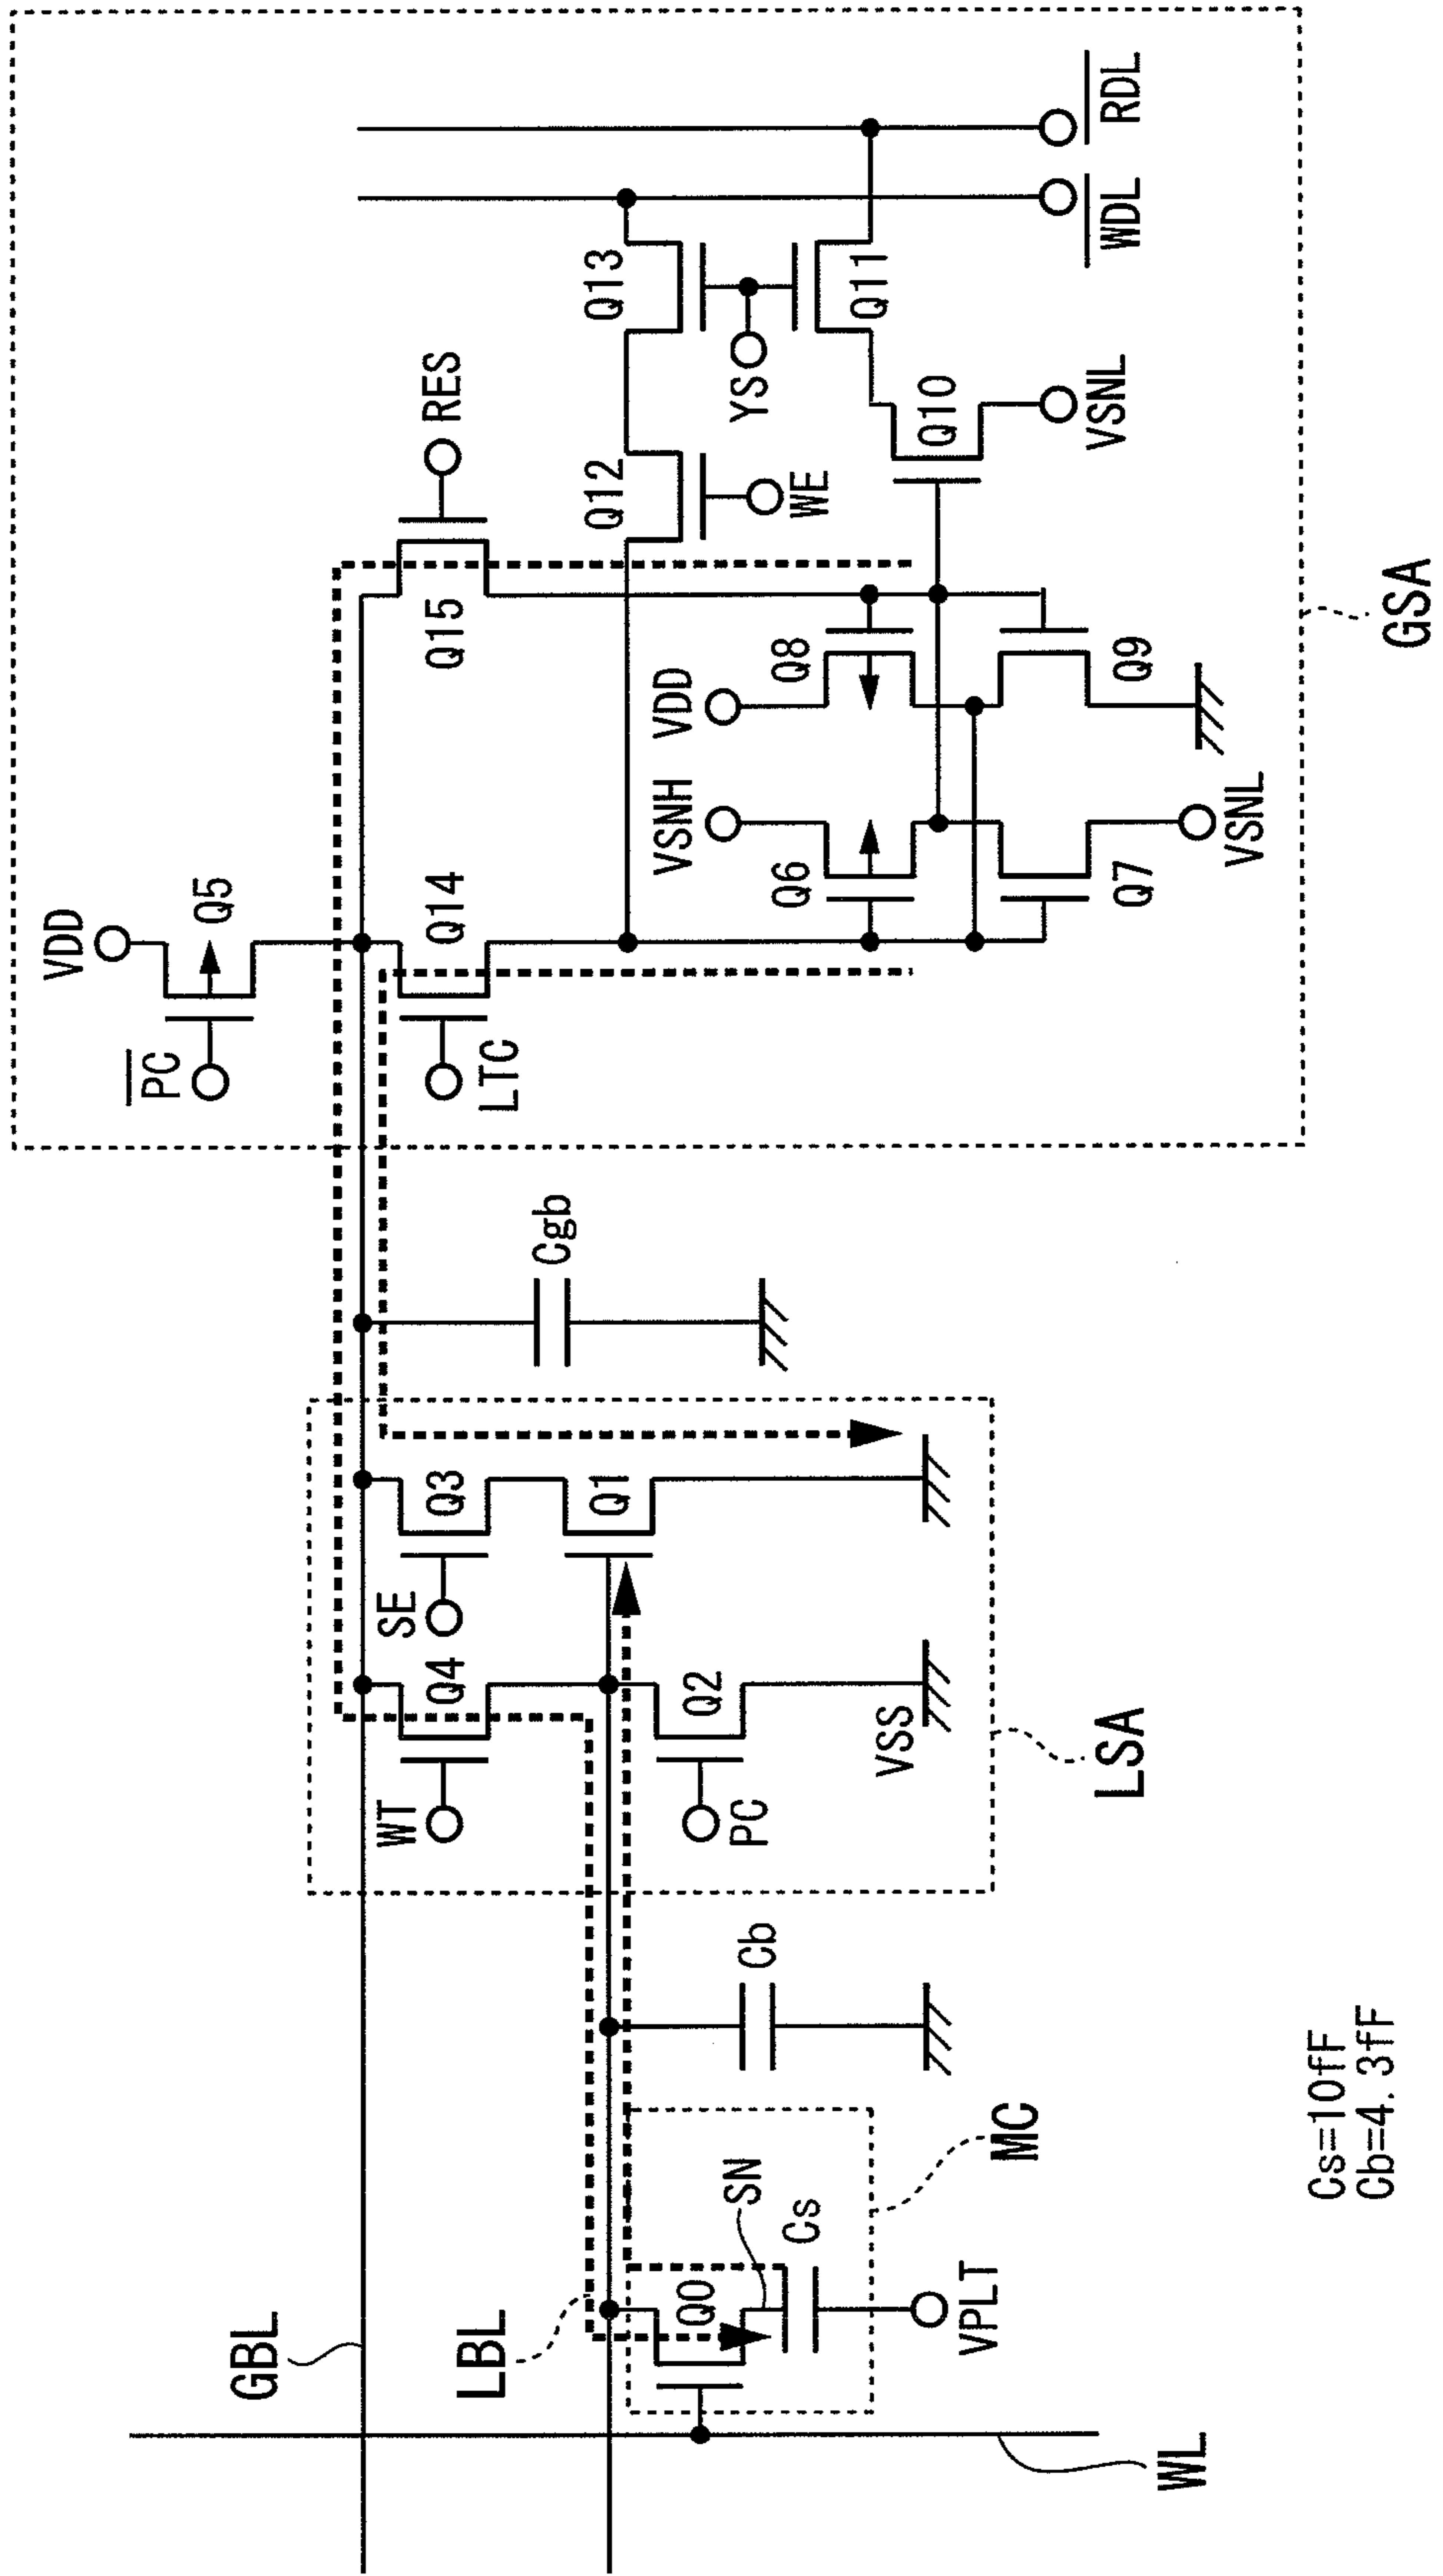 GBL
LBL
WL
Q0
SN
Cs
VPLT
MC
Cb
WT
Q4
SE
Q3
Q1
Q2
PC
VSS
LSA
Cgb
VDD
PC
Q5
LTC
Q14
Q15
RES
VSNH
VDD
Q6
Q8
Q7
Q9
VSNL
Q12
WE
Q13
YS
Q11
Q10
VSNL
WDL
RDL
GSA
Cs=10fF
Cb=4.3fF